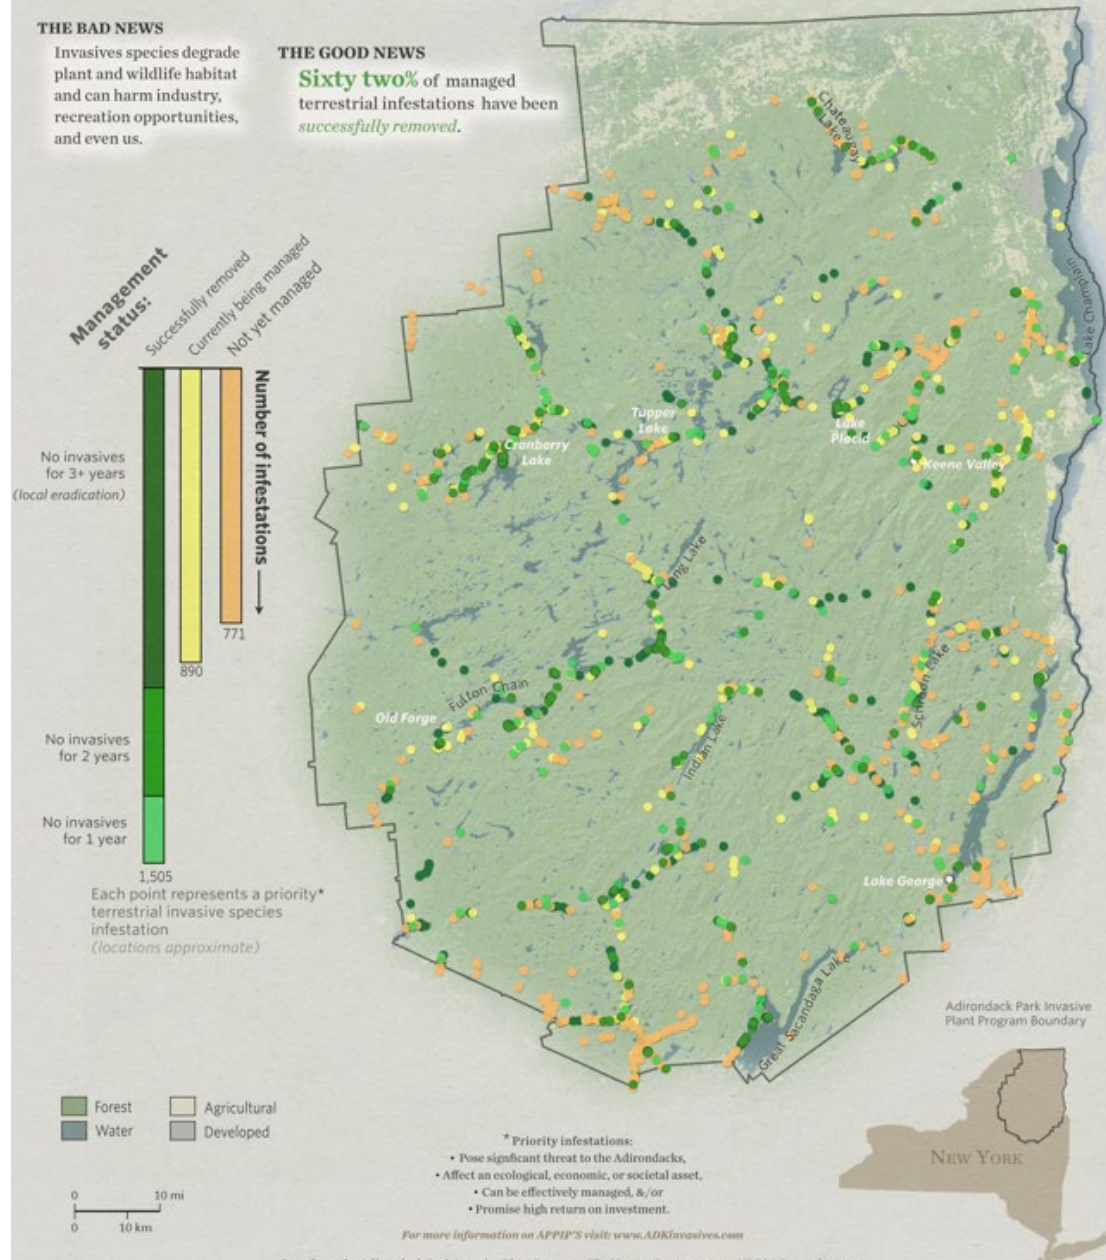 THE BAD NEWS
Invasives species degrade
plant and wildlife habitat
and can harm industry,
recreation opportunities,
and even us.
THE GOOD NEWS
Sixty two% of managed
terrestrial infestations have been
successfully removed.
Management
status:
Successfully removed
Currently being managed
Not yet managed
Number of infestations
No invasives
for 3+ years
(local eradication)
771
890
No invasives
for 2 years
No invasives
for 1 year
1,505
Each point represents a priority*
terrestrial invasive species
infestation
(locations approximate)
Chateaugay
Lake
Lake Champlain
Tupper
Lake
Cranberry
Lake
Lake
Placid
Keene Valley
Long Lake
Fulton Chain
Old Forge
Schroon Lake
Indian Lake
Lake George
Great Sacandaga Lake
Adirondack Park Invasive
Plant Program Boundary
NEW YORK
Forest
Agricultural
Water
Developed
0 10 mi
0 10 km
* Priority infestations:
• Pose signficant threat to the Adirondacks,
• Affect an ecological, economic, or societal asset,
• Can be effectively managed, &/or
• Promise high return on investment.
For more information on APPIP'S visit: www.ADKinvasives.com